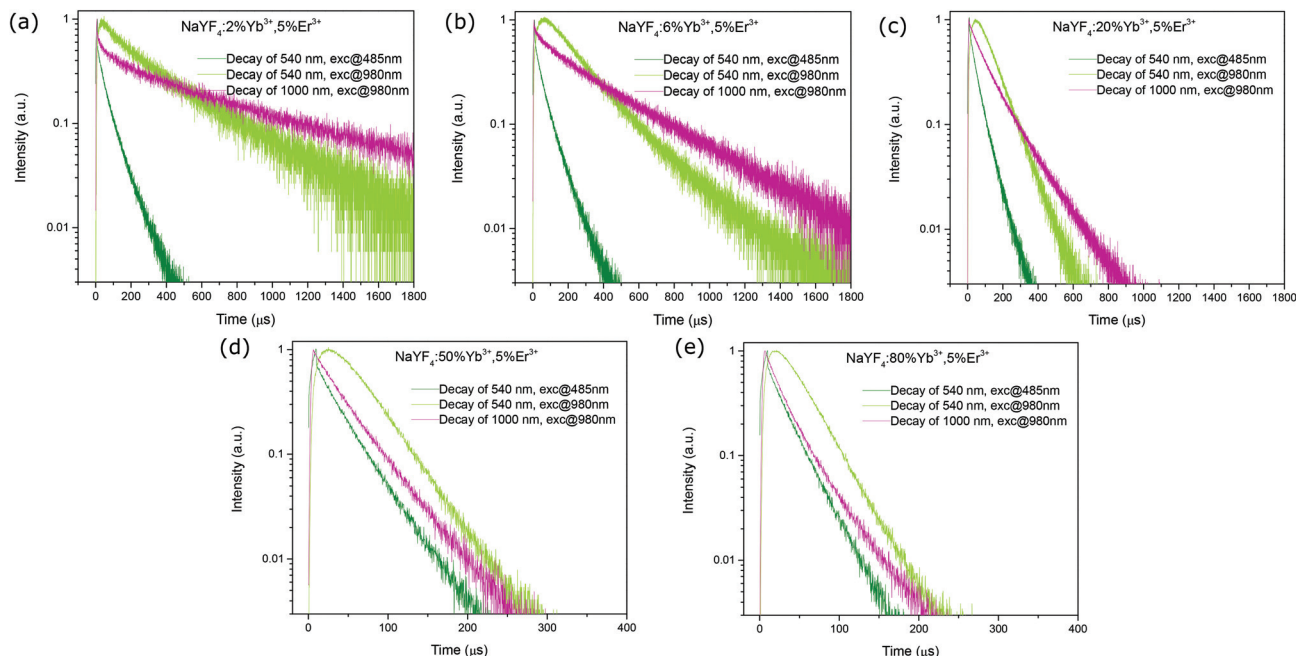 (a)
NaYF₄:2%Yb³⁺,5%Er³⁺
Decay of 540 nm, exc@485nm
Decay of 540 nm, exc@980nm
Decay of 1000 nm, exc@980nm
Intensity (a.u.)
1
0.1
0.01
0 200 400 600 800 1000 1200 1400 1600 1800
Time (μs)
(b)
NaYF₄:6%Yb³⁺,5%Er³⁺
Decay of 540 nm, exc@485nm
Decay of 540 nm, exc@980nm
Decay of 1000 nm, exc@980nm
Intensity (a.u.)
1
0.1
0.01
0 200 400 600 800 1000 1200 1400 1600 1800
Time (μs)
(c)
NaYF₄:20%Yb³⁺,5%Er³⁺
Decay of 540 nm, exc@485nm
Decay of 540 nm, exc@980nm
Decay of 1000 nm, exc@980nm
Intensity (a.u.)
1
0.1
0.01
0 200 400 600 800 1000 1200 1400 1600 1800
Time (μs)
(d)
NaYF₄:50%Yb³⁺,5%Er³⁺
Decay of 540 nm, exc@485nm
Decay of 540 nm, exc@980nm
Decay of 1000 nm, exc@980nm
Intensity (a.u.)
1
0.1
0.01
0 100 200 300 400
Time (μs)
(e)
NaYF₄:80%Yb³⁺,5%Er³⁺
Decay of 540 nm, exc@485nm
Decay of 540 nm, exc@980nm
Decay of 1000 nm, exc@980nm
Intensity (a.u.)
1
0.1
0.01
0 100 200 300 400
Time (μs)